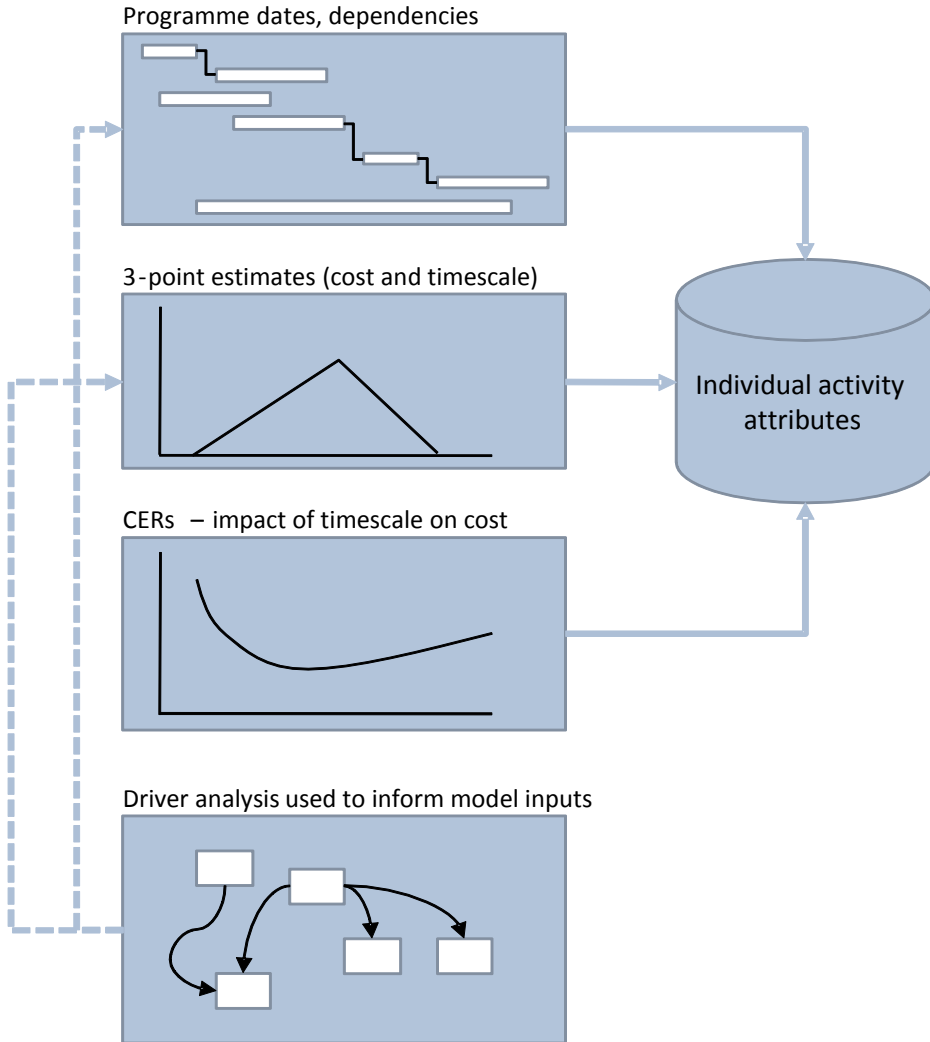 Programme dates, dependencies
3-point estimates (cost and timescale)
Individual activity
attributes
CERs – impact of timescale on cost
Driver analysis used to inform model inputs